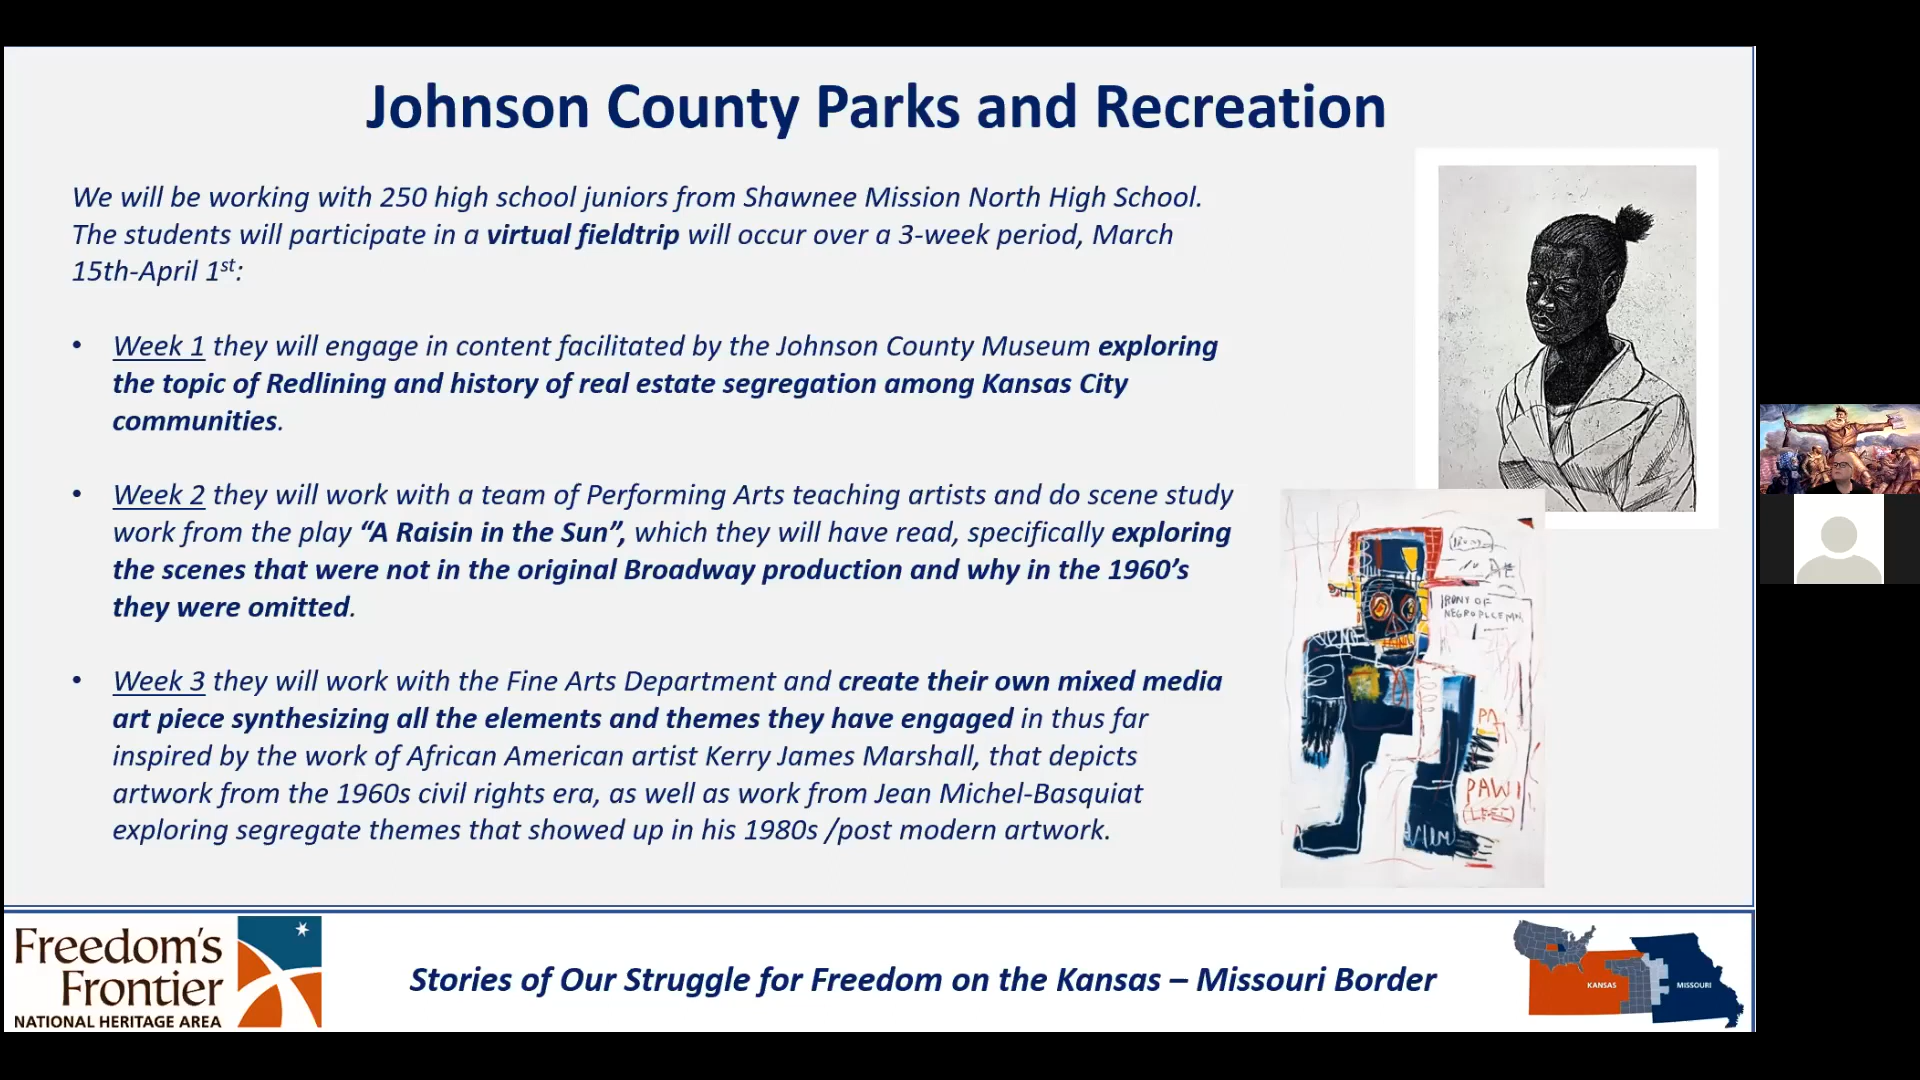 Johnson County Parks and Recreation
We will be working with 250 high school juniors from Shawnee Mission North High School.
The students will participate in a virtual fieldtrip will occur over a 3-week period, March
15th-April 1st:
• Week 1 they will engage in content facilitated by the Johnson County Museum exploring
the topic of Redlining and history of real estate segregation among Kansas City
communities.
• Week 2 they will work with a team of Performing Arts teaching artists and do scene study
work from the play “A Raisin in the Sun”, which they will have read, specifically exploring
the scenes that were not in the original Broadway production and why in the 1960’s
they were omitted.
• Week 3 they will work with the Fine Arts Department and create their own mixed media
art piece synthesizing all the elements and themes they have engaged in thus far
inspired by the work of African American artist Kerry James Marshall, that depicts
artwork from the 1960s civil rights era, as well as work from Jean Michel-Basquiat
exploring segregate themes that showed up in his 1980s /post modern artwork.
IRONY OF
PAW
Freedom's
Frontier
NATIONAL HERITAGE AREA
Stories of Our Struggle for Freedom on the Kansas – Missouri Border
KANSAS
MISSOURI